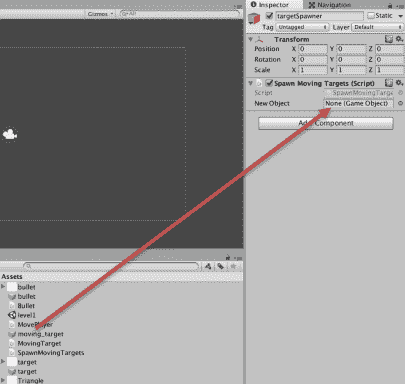 Inspector
Navigation
Gizmos
All
targetSpawner
Static
Tag Untagged Layer Default
Transform
Position X 0 Y 0 Z 0
Rotation X 0 Y 0 Z 0
Scale X 1 Y 1 Z 1
Spawn Moving Targets (Script)
Script SpawnMovingTarge
New Object None (Game Object)
Add Component
Assets
bullet
bullet
Bullet
level1
MovePlayer
moving_target
MovingTarget
SpawnMovingTargets
target
target
Triangle